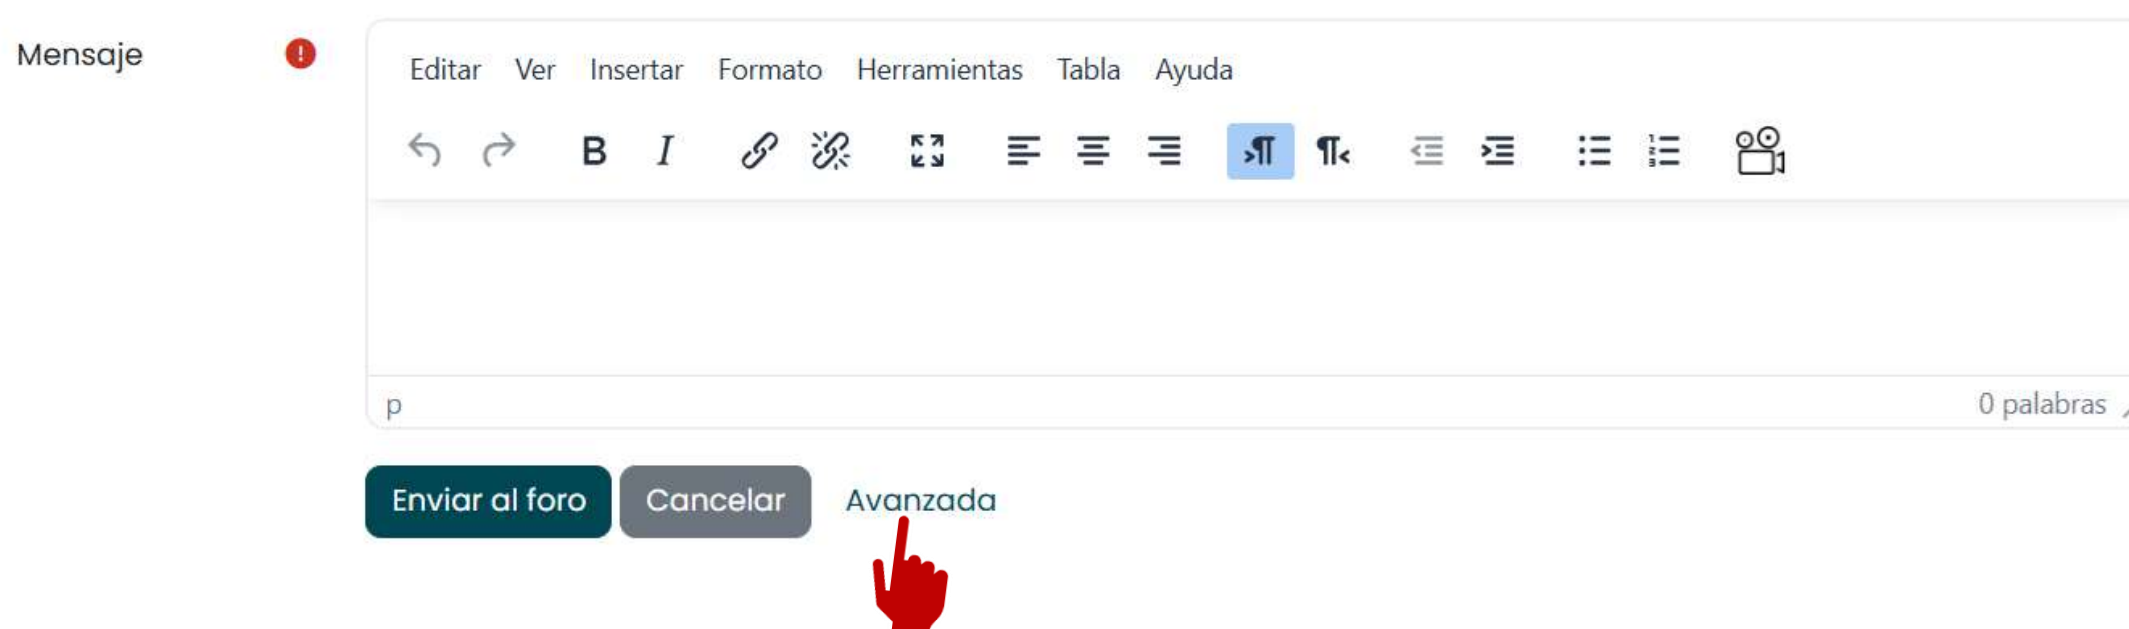 Mensaje
Editar Ver Insertar Formato Herramientas Tabla Ayuda
p
0 palabras
Enviar al foro Cancelar Avanzada